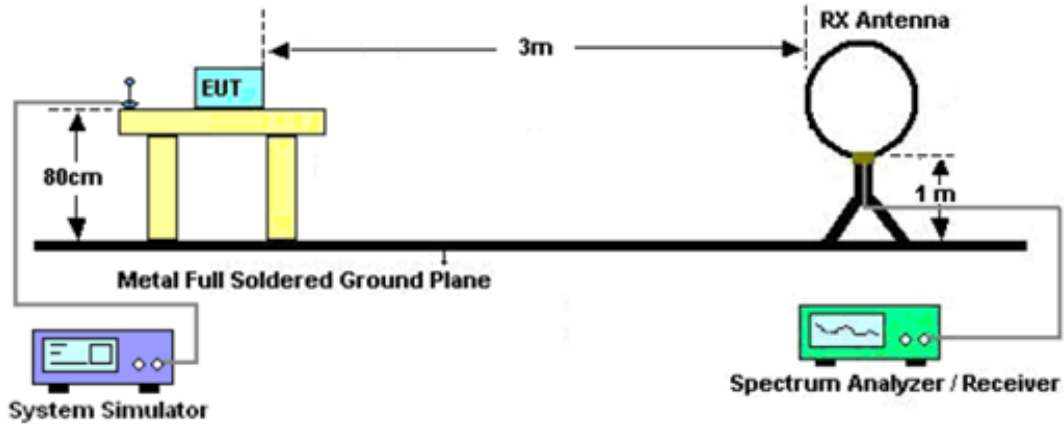 RX Antenna
3m
EUT
80cm
1 m
Metal Full Soldered Ground Plane
System Simulator
Spectrum Analyzer / Receiver